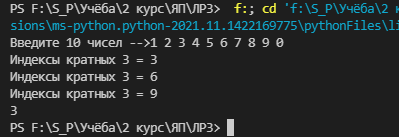 PS F:\S_P\Учёба\2 курс\ЯП\ЛР3>  f:; cd 'f:\S_P\Учёба\2 к
sions\ms-python.python-2021.11.1422169775\pythonFiles\li
Введите 10 чисел -->1 2 3 4 5 6 7 8 9 0
Индексы кратных 3 = 3
Индексы кратных 3 = 6
Индексы кратных 3 = 9
3
PS F:\S_P\Учёба\2 курс\ЯП\ЛР3>